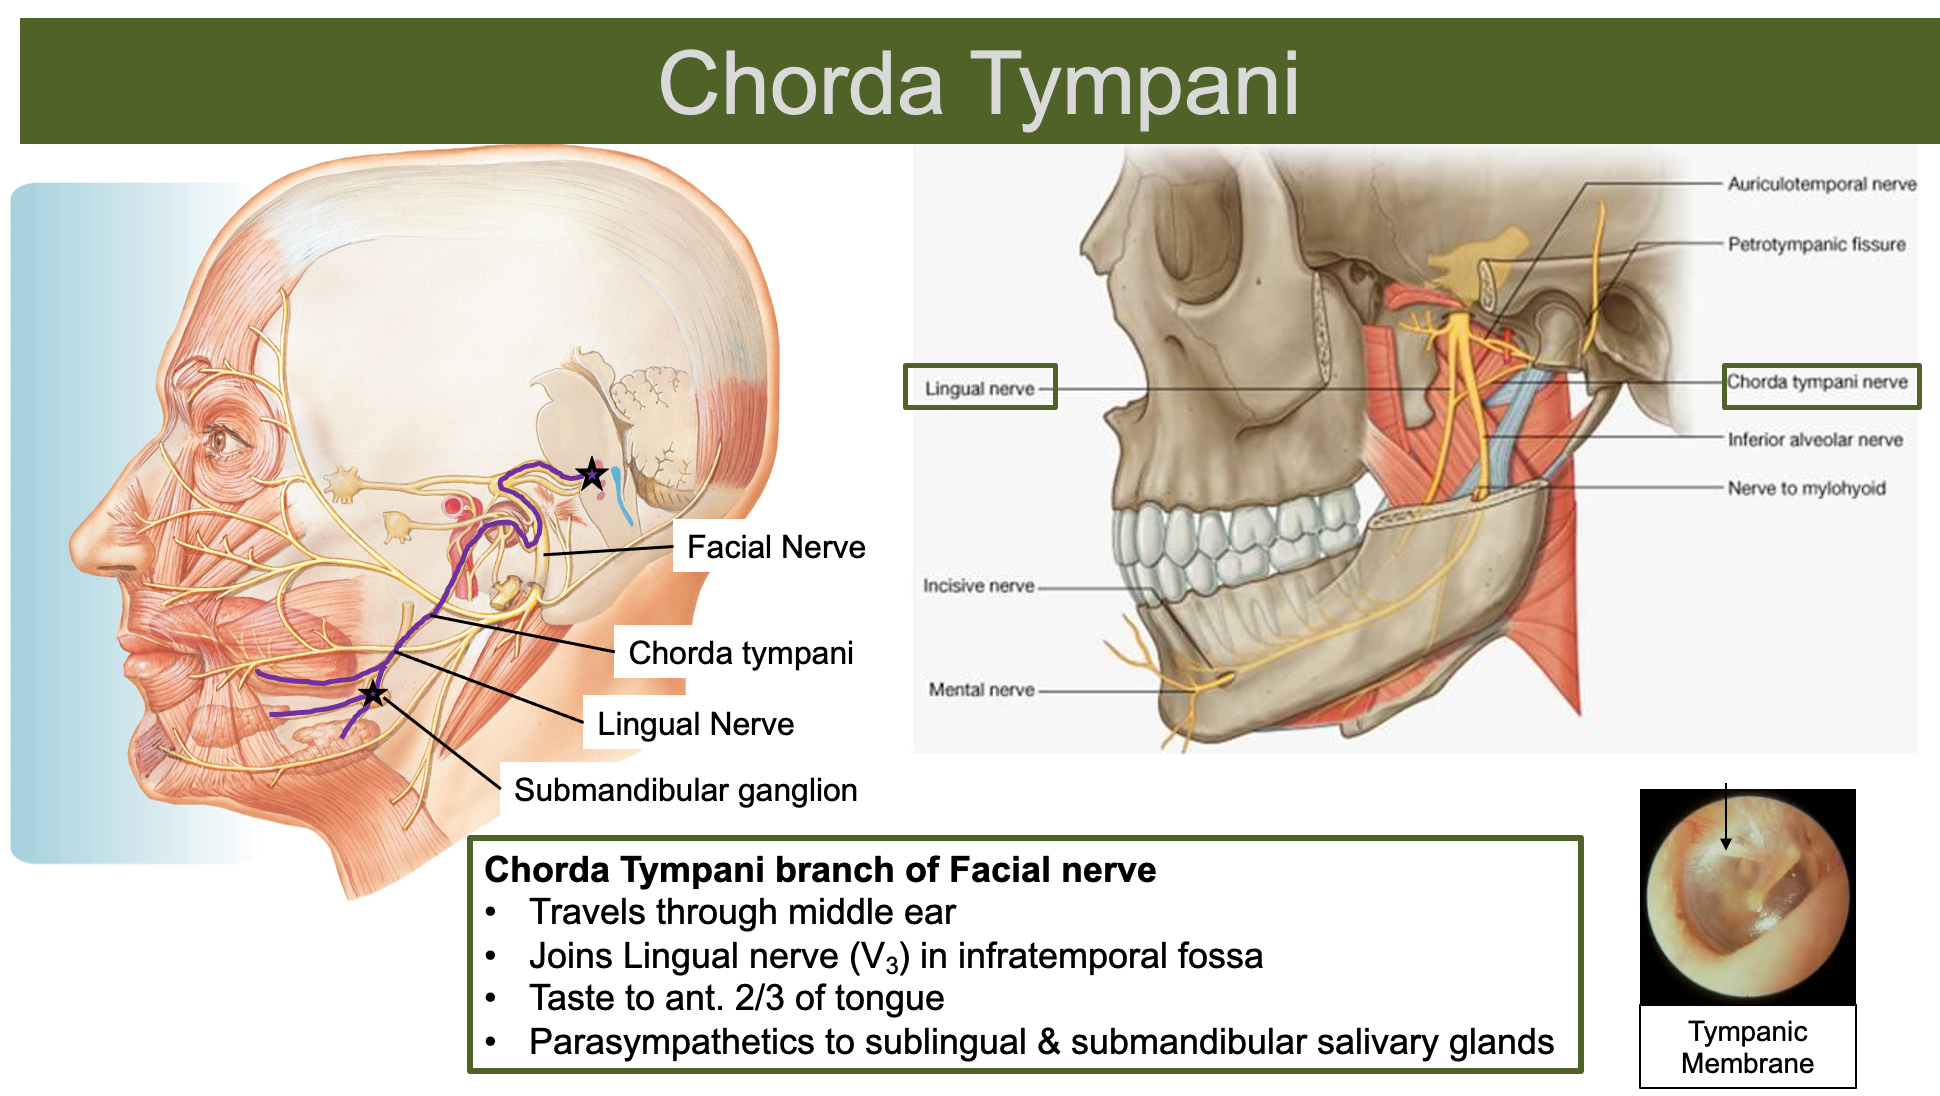 Chorda Tympani
Facial Nerve
Chorda tympani
Lingual Nerve
Submandibular ganglion
Auriculotemporal nerve
Petrotympanic fissure
Lingual nerve
Chorda tympani nerve
Inferior alveolar nerve
Nerve to mylohyoid
Incisive nerve
Mental nerve
Chorda Tympani branch of Facial nerve
• Travels through middle ear
• Joins Lingual nerve (V₃) in infratemporal fossa
• Taste to ant. 2/3 of tongue
• Parasympathetics to sublingual & submandibular salivary glands
Tympanic
Membrane